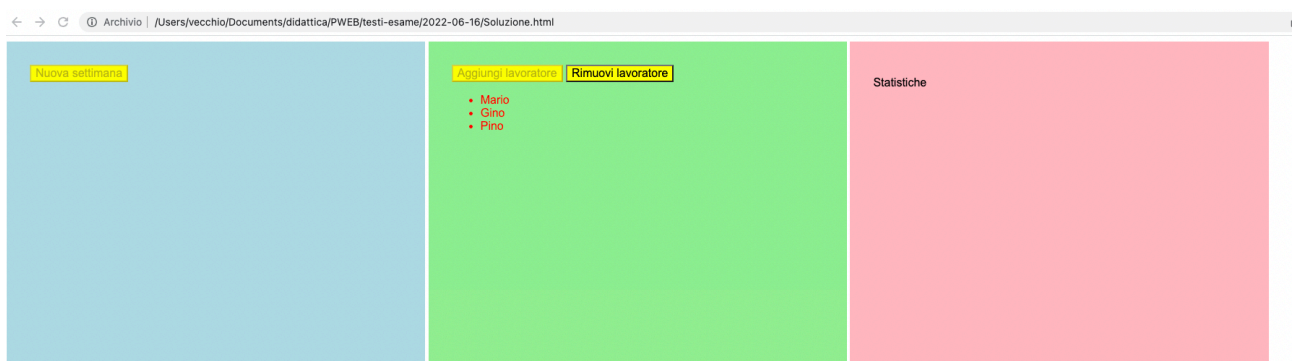 Archivio | /Users/vecchio/Documents/didattica/PWEB/testi-esame/2022-06-16/Soluzione.html
Nuova settimana
Aggiungi lavoratore Rimuovi lavoratore
• Mario
• Gino
• Pino
Statistiche